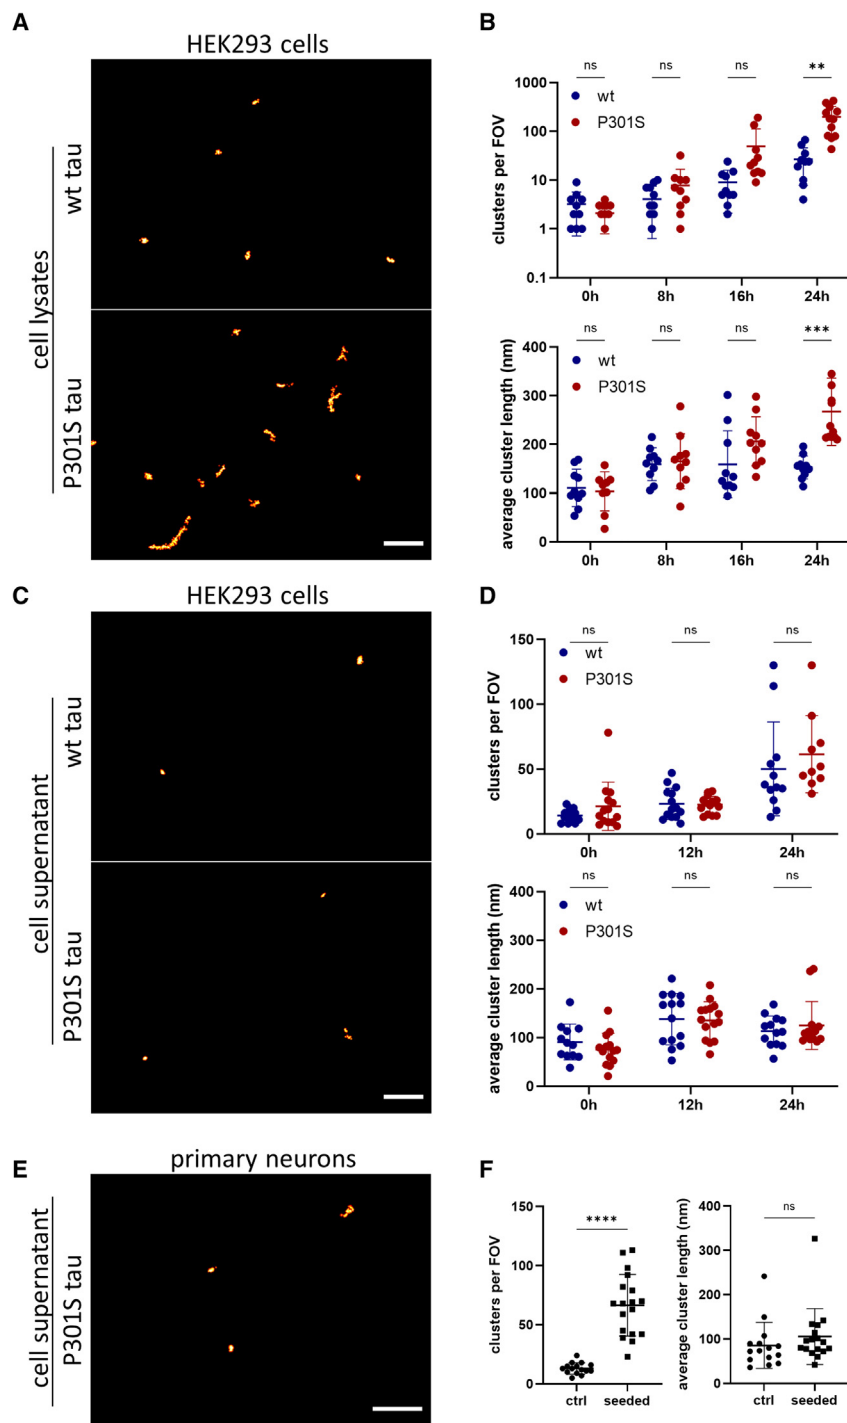 A
HEK293 cells
wt tau
P301S tau
cell lysates
B
ns
ns
ns
**
wt
P301S
clusters per FOV
1000
100
10
1
0.1
0h
8h
16h
24h
ns
ns
ns
***
wt
P301S
average cluster length (nm)
400
300
200
100
0
0h
8h
16h
24h
C
HEK293 cells
wt tau
P301S tau
cell supernatant
D
ns
ns
ns
wt
P301S
clusters per FOV
150
100
50
0
0h
12h
24h
ns
ns
ns
wt
P301S
average cluster length (nm)
400
300
200
100
0
0h
12h
24h
E
primary neurons
cell supernatant
P301S tau
F
****
clusters per FOV
150
100
50
0
ctrl
seeded
ns
average cluster length (nm)
400
300
200
100
0
ctrl
seeded